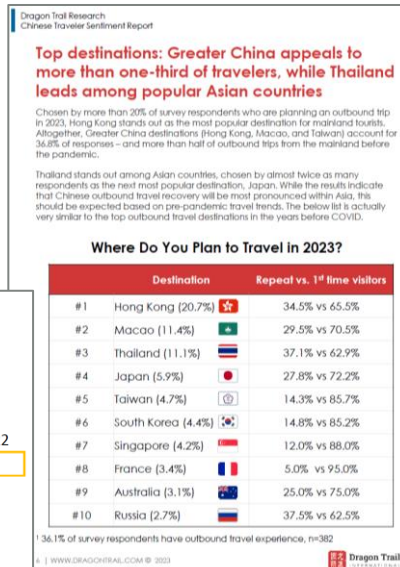 Dragon Trail Research
Chinese Traveler Sentiment Report
Top destinations: Greater China appeals to
more than one-third of travelers, while Thailand
leads among popular Asian countries
Chosen by more than 20% of survey respondents who are planning an outbound trip
in 2023, Hong Kong stands out as the most popular destination for mainland tourists.
Altogether, Greater China destinations (Hong Kong, Macao, and Taiwan) account for
36.8% of responses – and more than half of outbound trips from the mainland before
the pandemic.
Thailand stands out among Asian countries, chosen by almost twice as many
respondents as the next most popular destination, Japan. While the results indicate
that Chinese outbound travel recovery will be most pronounced within Asia, this
should be expected based on pre-pandemic travel trends. The below list is actually
very similar to the top outbound travel destinations in the years before COVID.
Where Do You Plan to Travel in 2023?
Destination Repeat vs. 1st time visitors
#1 Hong Kong (20.7%) 34.5% vs 65.5%
#2 Macao (11.4%) 29.5% vs 70.5%
#3 Thailand (11.1%) 37.1% vs 62.9%
#4 Japan (5.9%) 27.8% vs 72.2%
#5 Taiwan (4.7%) 14.3% vs 85.7%
#6 South Korea (4.4%) 14.8% vs 85.2%
2
#7 Singapore (4.2%) 12.0% vs 88.0%
#8 France (3.4%) 5.0% vs 95.0%
#9 Australia (3.1%) 25.0% vs 75.0%
#10 Russia (2.7%) 37.5% vs 62.5%
1 36.1% of survey respondents have outbound travel experience, n=382
6 | WWW.DRAGONTRAIL.COM © 2023
Dragon Trail
INTERNATIONAL